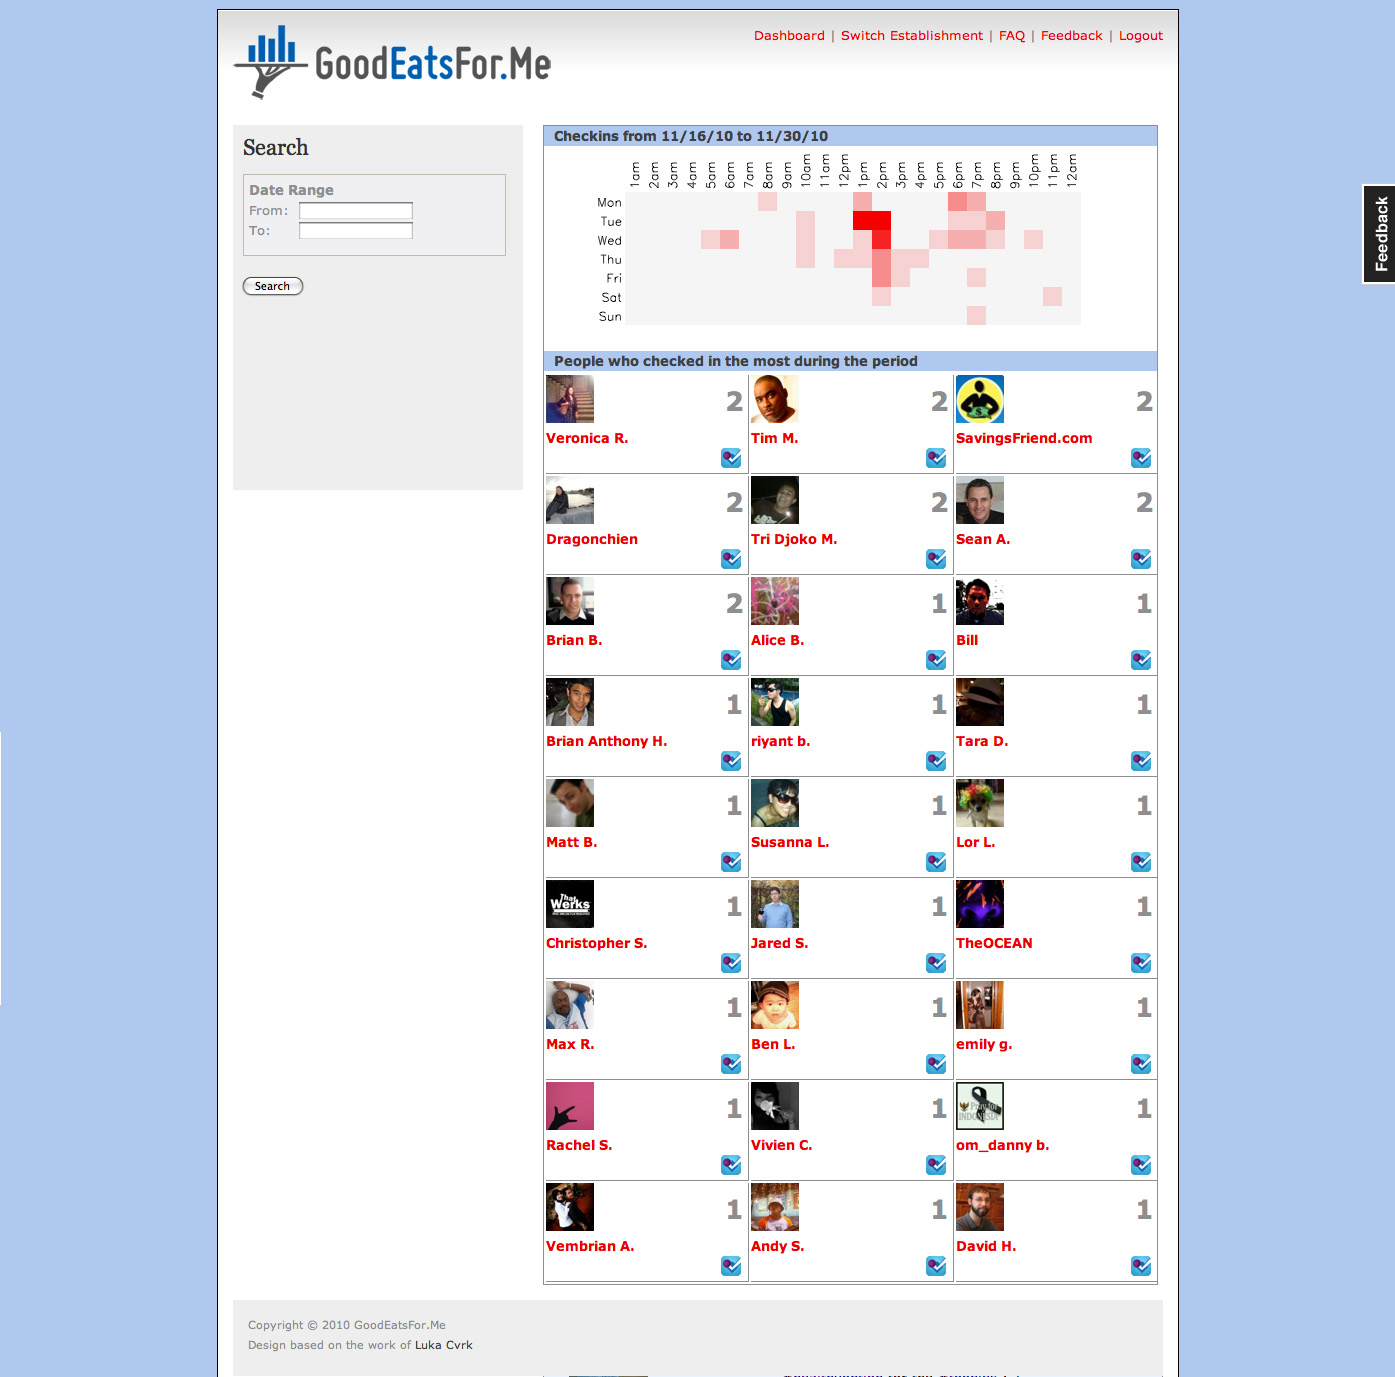 GoodEatsFor.Me
Dashboard | Switch Establishment | FAQ | Feedback | Logout
Search
Date Range
From:
To:
Search
Checkins from 11/16/10 to 11/30/10
1am 2am 3am 4am 5am 6am 7am 8am 9am 10am 11am 12pm 1pm 2pm 3pm 4pm 5pm 6pm 7pm 8pm 9pm 10pm 11pm 12am
Mon
Tue
Wed
Thu
Fri
Sat
Sun
Feedback
People who checked in the most during the period
2 2 2
Veronica R. Tim M. SavingsFriend.com
2 2 2
Dragonchien Tri Djoko M. Sean A.
2 1 1
Brian B. Alice B. Bill
1 1 1
Brian Anthony H. riyant b. Tara D.
1 1 1
Matt B. Susanna L. Lor L.
That
Werks
1 1 1
Christopher S. Jared S. TheOCEAN
1 1 1
Max R. Ben L. emily g.
1 1 1
Rachel S. Vivien C. om_danny b.
1 1 1
Vembrian A. Andy S. David H.
Copyright © 2010 GoodEatsFor.Me
Design based on the work of Luka Cvrk